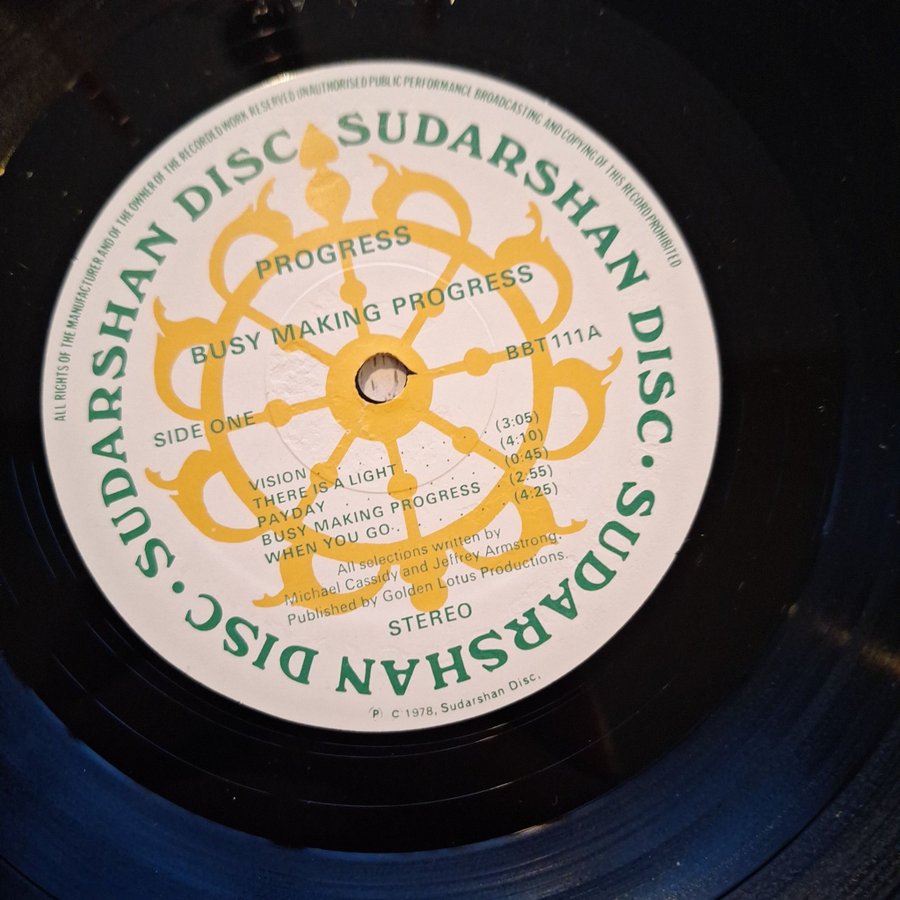 ALL RIGHTS OF THE MANUFACTURER AND OF THE OWNER OF THE RECORDED WORK RESERVED UNAUTHORISED PUBLIC PERFORMANCE BROADCASTING AND COPYING OF THIS RECORD PROHIBITED
SUDARSHAN DISC · SUDARSHAN DISC · SUDARSHAN DISC
PROGRESS
BUSY MAKING PROGRESS
BBT 111A
SIDE ONE
VISION . . . . . . (3:05)
THERE IS A LIGHT . . . . . . (4:10)
PAYDAY . . . . . . (0:45)
BUSY MAKING PROGRESS . . (2.55)
WHEN YOU GO . . . . . . (4:25)
All selections written by
Michael Cassidy and Jeffrey Armstrong.
Published by Golden Lotus Productions.
STEREO
Ⓟ C 1978, Sudarshan Disc.